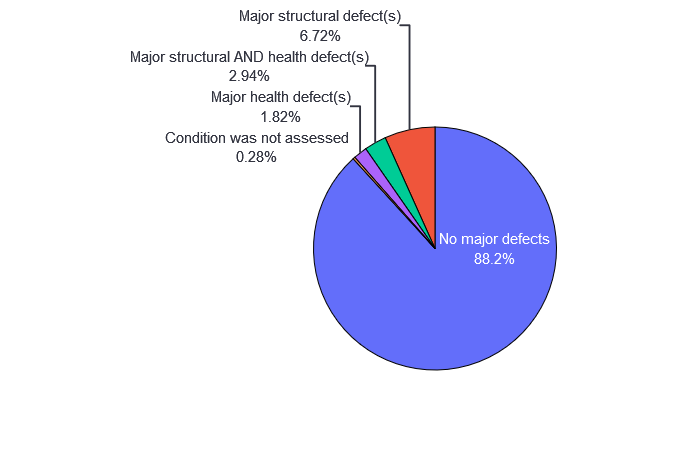 Major structural defect(s)
6.72%
Major structural AND health defect(s)
2.94%
Major health defect(s)
1.82%
Condition was not assessed
0.28%
No major defects
88.2%